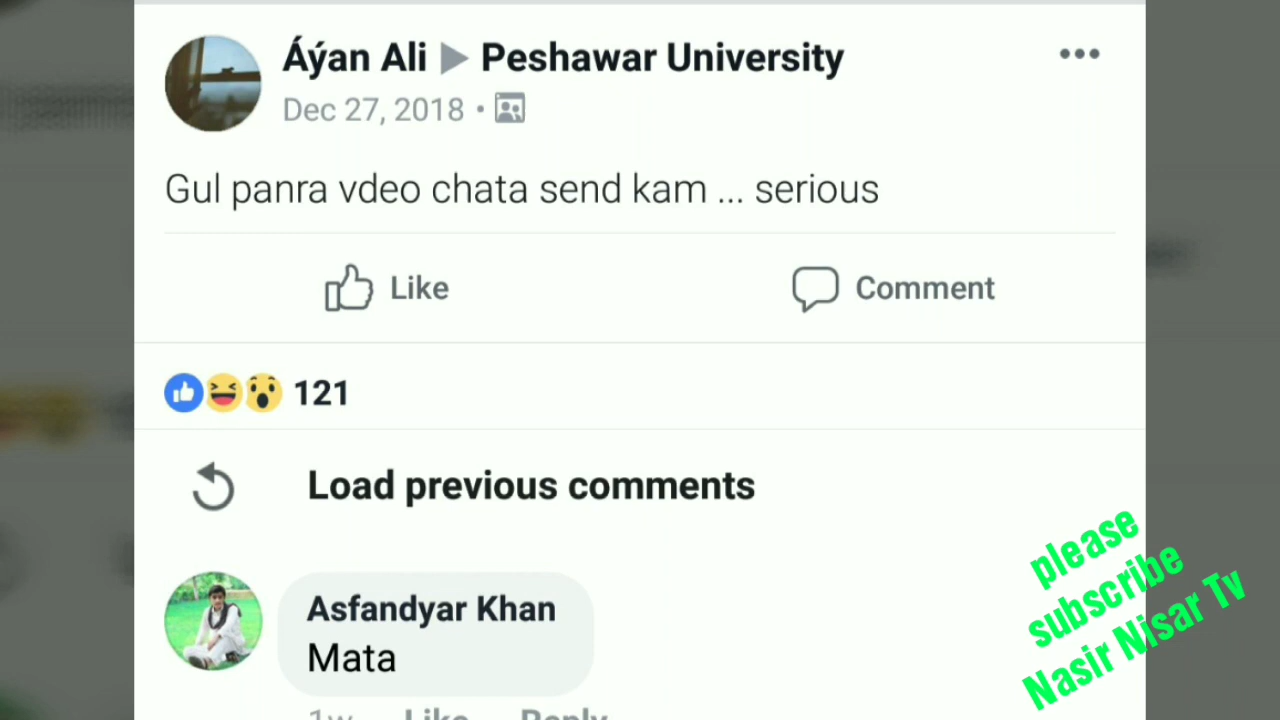 Áýan Ali ▶ Peshawar University
Dec 27, 2018 •
Gul panra vdeo chata send kam ... serious
Like
Comment
121
Load previous comments
Asfandyar Khan
Mata
1w Like Reply
please
subscribe
Nasir Nisar Tv